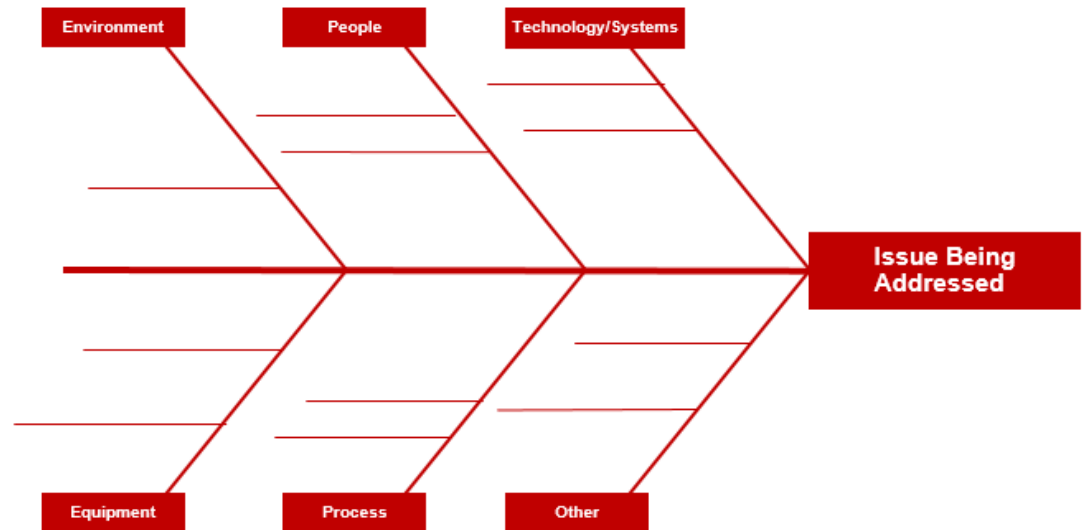 Environment
People
Technology/Systems
Issue Being
Addressed
Equipment
Process
Other